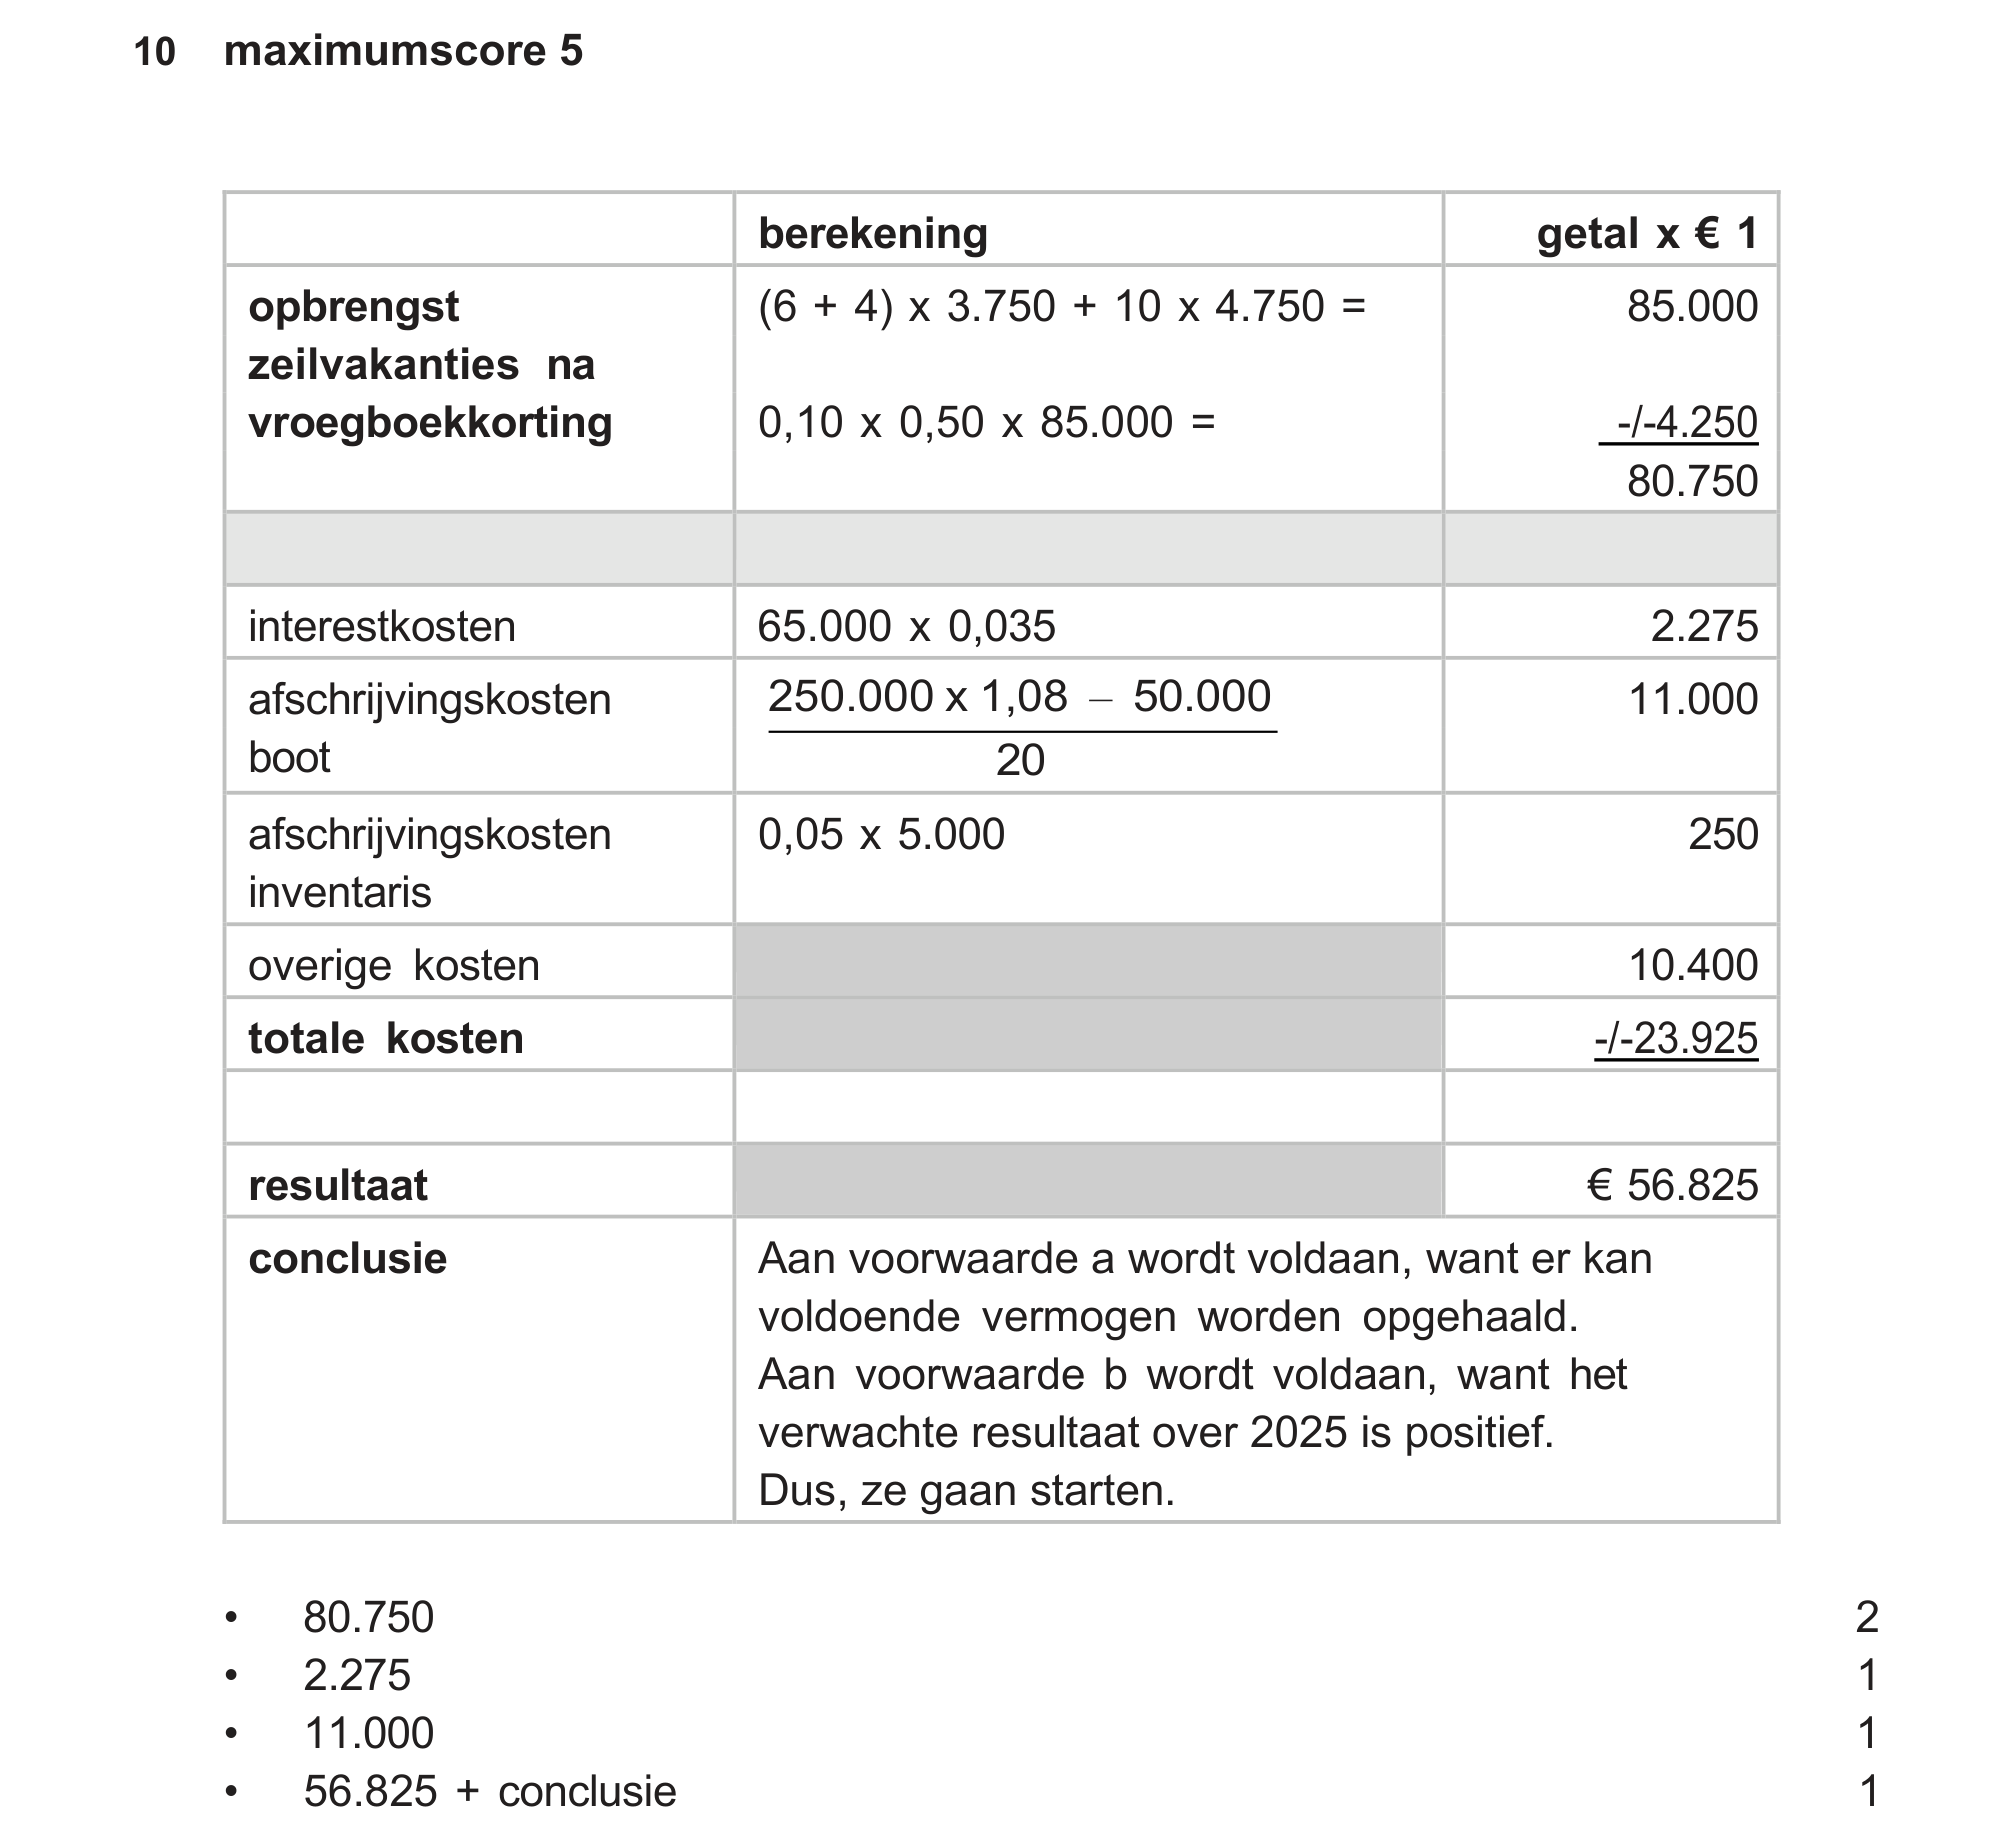 10 maximumscore 5
berekening getal x € 1
opbrengst (6 + 4) x 3.750 + 10 x 4.750 = 85.000
zeilvakanties na
vroegboekkorting 0,10 x 0,50 x 85.000 = -/-4.250
80.750
interestkosten 65.000 x 0,035 2.275
afschrijvingskosten 250.000 x 1,08 – 50.000 11.000
boot 20
afschrijvingskosten 0,05 x 5.000 250
inventaris
overige kosten 10.400
totale kosten -/-23.925
resultaat € 56.825
conclusie Aan voorwaarde a wordt voldaan, want er kan
voldoende vermogen worden opgehaald.
Aan voorwaarde b wordt voldaan, want het
verwachte resultaat over 2025 is positief.
Dus, ze gaan starten.
• 80.750 2
• 2.275 1
• 11.000 1
• 56.825 + conclusie 1